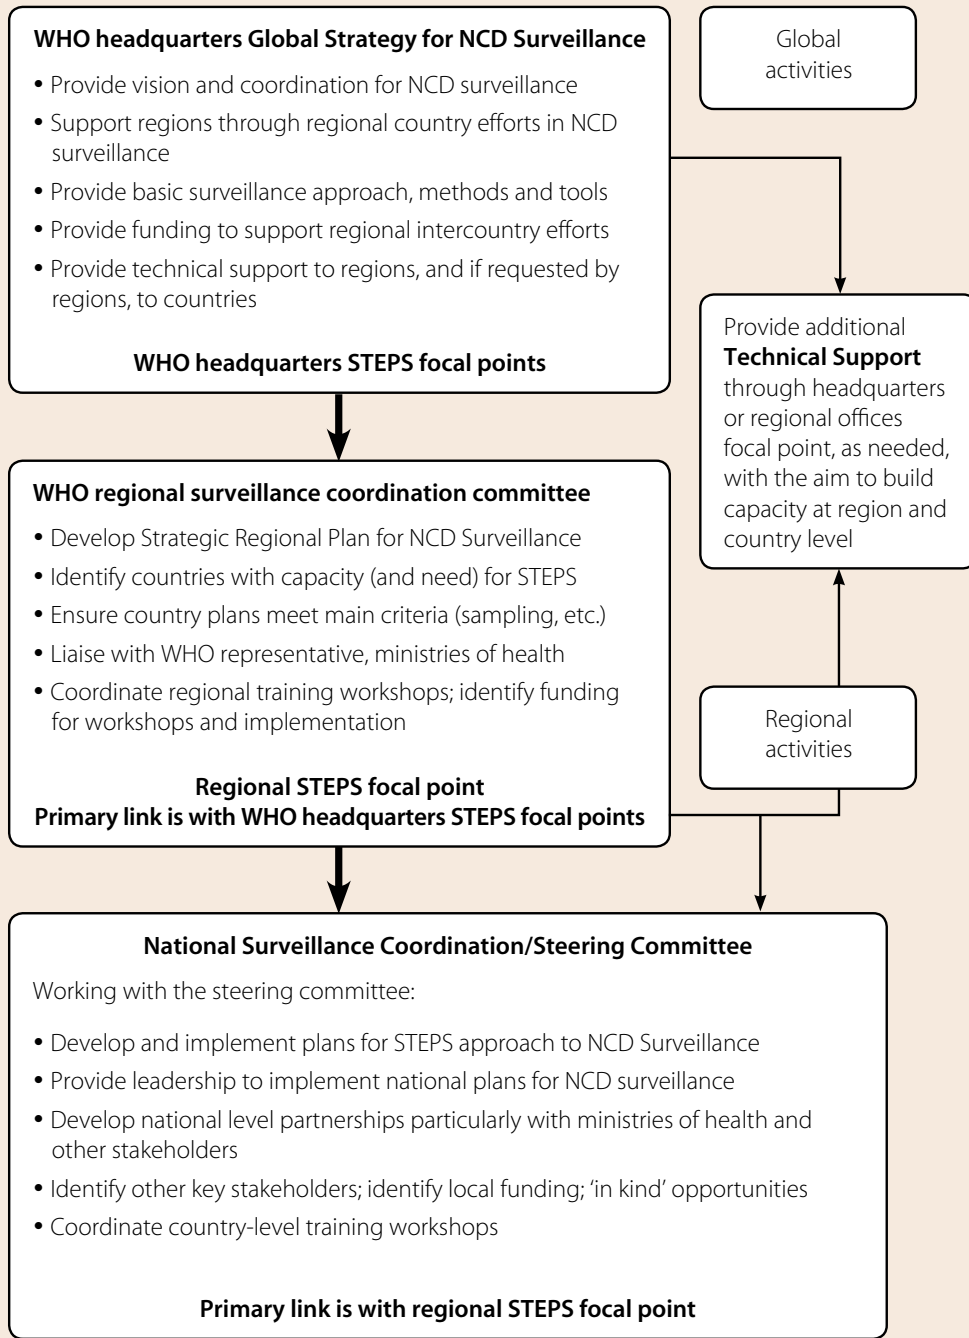 WHO headquarters Global Strategy for NCD Surveillance
• Provide vision and coordination for NCD surveillance
• Support regions through regional country efforts in NCD
surveillance
• Provide basic surveillance approach, methods and tools
• Provide funding to support regional intercountry efforts
• Provide technical support to regions, and if requested by
regions, to countries
WHO headquarters STEPS focal points
Global
activities
Provide additional
Technical Support
through headquarters
or regional offices
focal point, as needed,
with the aim to build
capacity at region and
country level
WHO regional surveillance coordination committee
• Develop Strategic Regional Plan for NCD Surveillance
• Identify countries with capacity (and need) for STEPS
• Ensure country plans meet main criteria (sampling, etc.)
• Liaise with WHO representative, ministries of health
• Coordinate regional training workshops; identify funding
for workshops and implementation
Regional STEPS focal point
Primary link is with WHO headquarters STEPS focal points
Regional
activities
National Surveillance Coordination/Steering Committee
Working with the steering committee:
• Develop and implement plans for STEPS approach to NCD Surveillance
• Provide leadership to implement national plans for NCD surveillance
• Develop national level partnerships particularly with ministries of health and
other stakeholders
• Identify other key stakeholders; identify local funding; ‘in kind’ opportunities
• Coordinate country-level training workshops
Primary link is with regional STEPS focal point